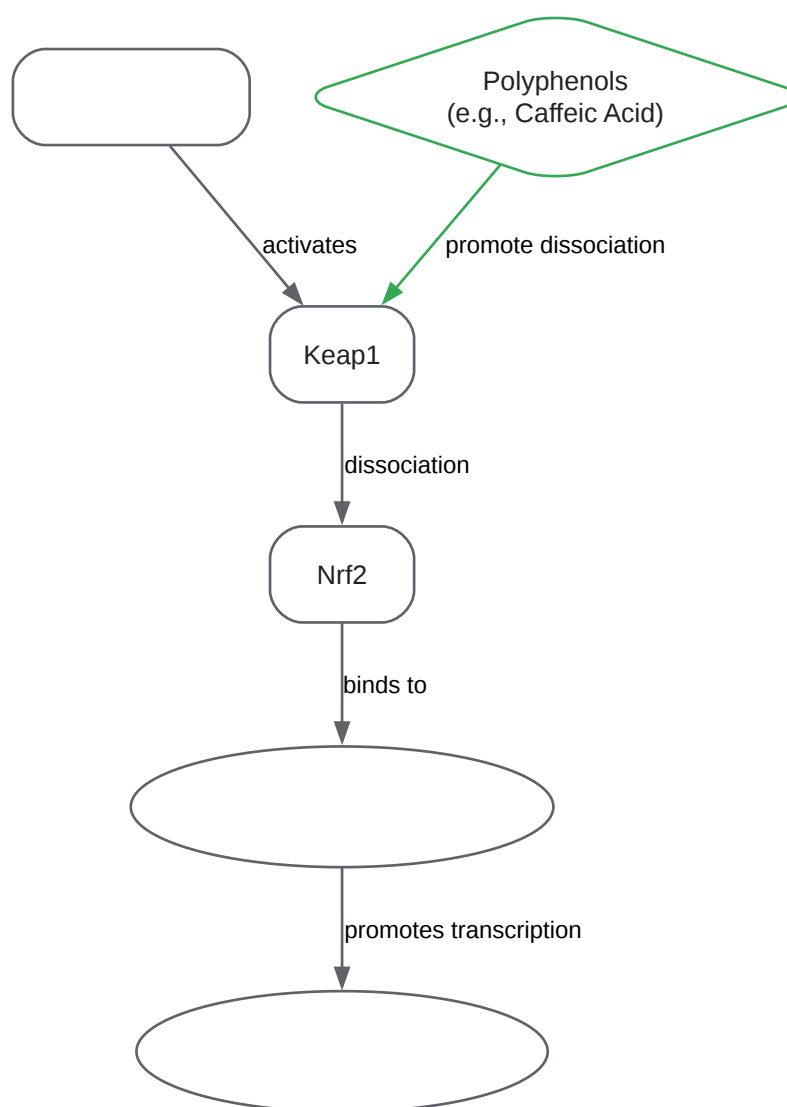 Polyphenols
(e.g., Caffeic Acid)
activates
promote dissociation
Keap1
dissociation
Nrf2
binds to
promotes transcription